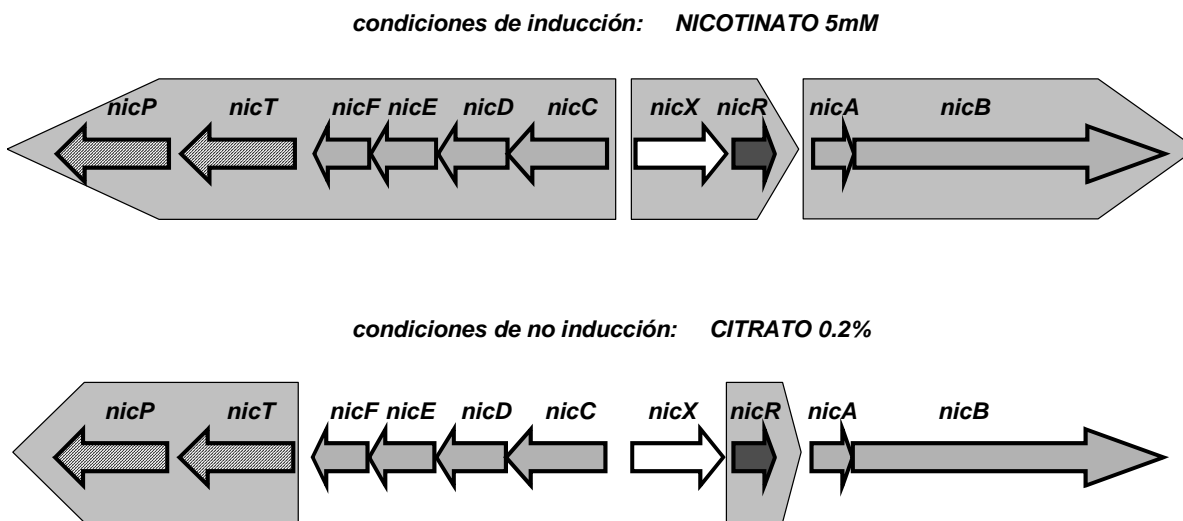 condiciones de inducción: NICOTINATO 5mM
nicP nicT nicF nicE nicD nicC nicX nicR nicA nicB
condiciones de no inducción: CITRATO 0.2%
nicP nicT nicF nicE nicD nicC nicX nicR nicA nicB